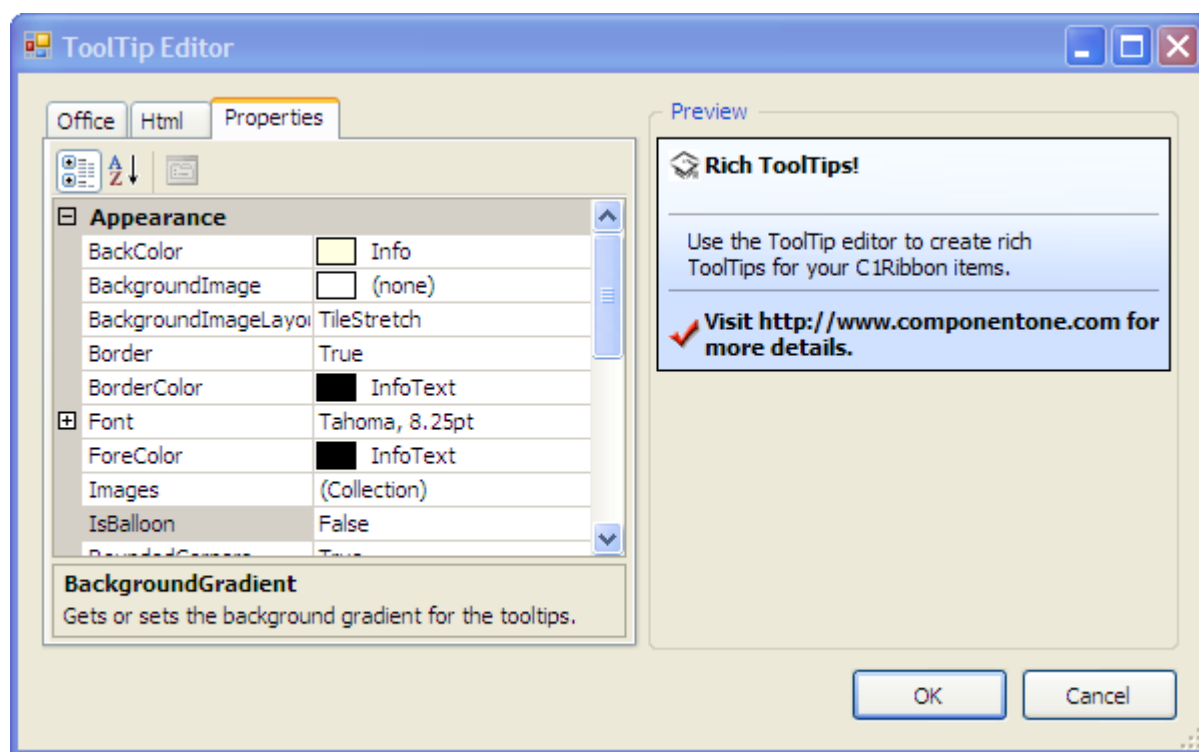 ToolTip Editor
Office Html Properties
Preview
Appearance
BackColor Info
BackgroundImage (none)
BackgroundImageLayou TileStretch
Border True
BorderColor InfoText
Font Tahoma, 8.25pt
ForeColor InfoText
Images (Collection)
IsBalloon False
RoundedCorners True
BackgroundGradient
Gets or sets the background gradient for the tooltips.
Rich ToolTips!
Use the ToolTip editor to create rich
ToolTips for your C1Ribbon items.
Visit http://www.componentone.com for
more details.
OK Cancel